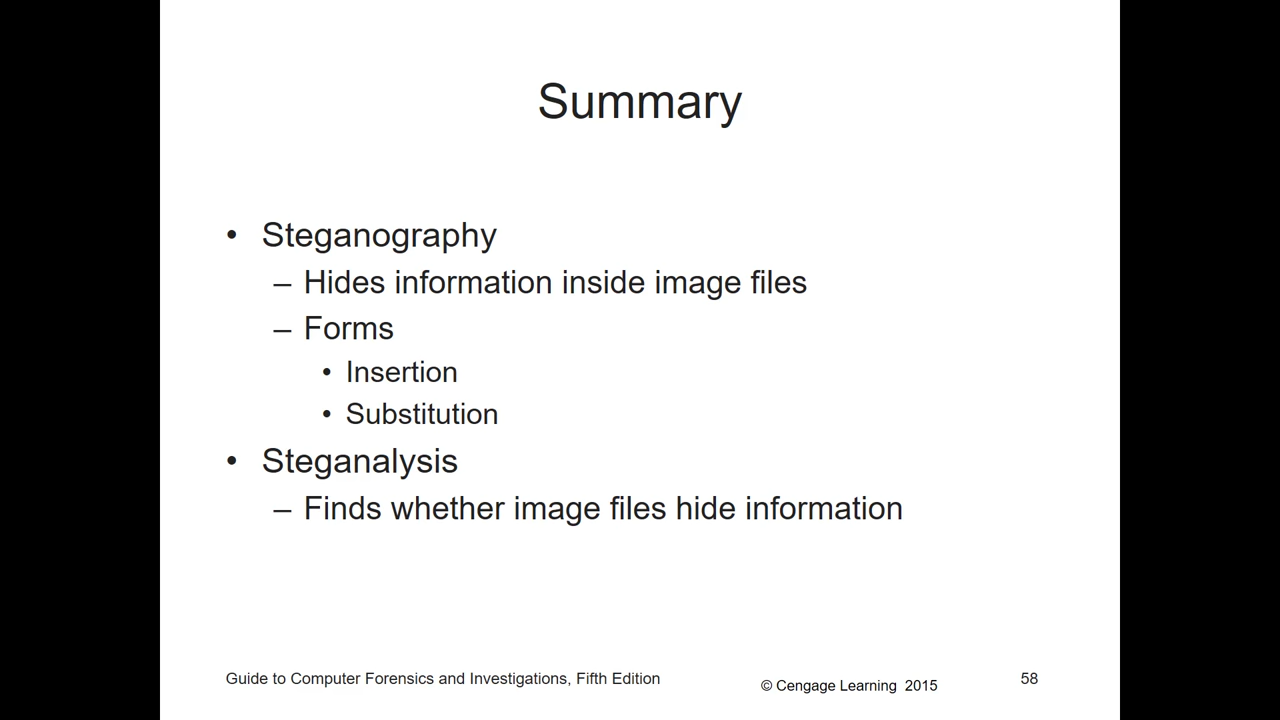 Summary
• Steganography
– Hides information inside image files
– Forms
• Insertion
• Substitution
• Steganalysis
– Finds whether image files hide information
Guide to Computer Forensics and Investigations, Fifth Edition
© Cengage Learning 2015
58